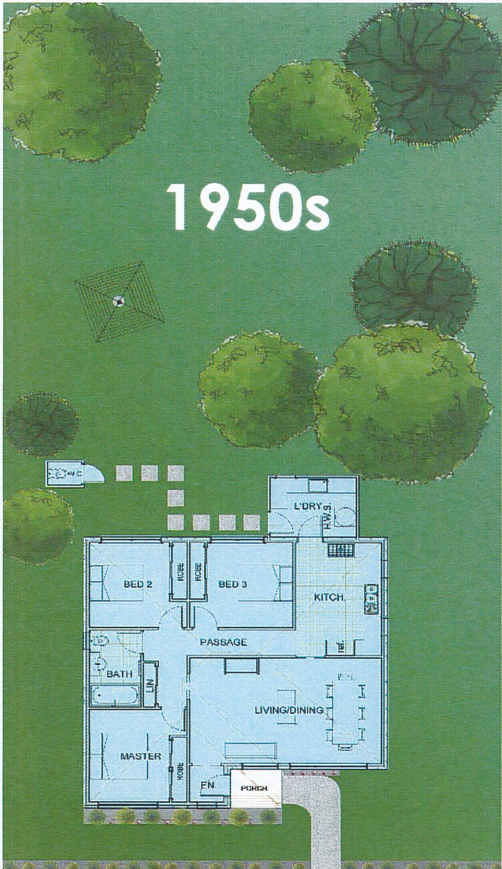 1950s
W.C.
L'DRY
H.W.S.
BED 2
ROBE
ROBE
BED 3
KITCH.
PASSAGE
ref.
BATH
LIN
LIVING/DINING
MASTER
ROBE
EN
PORCH